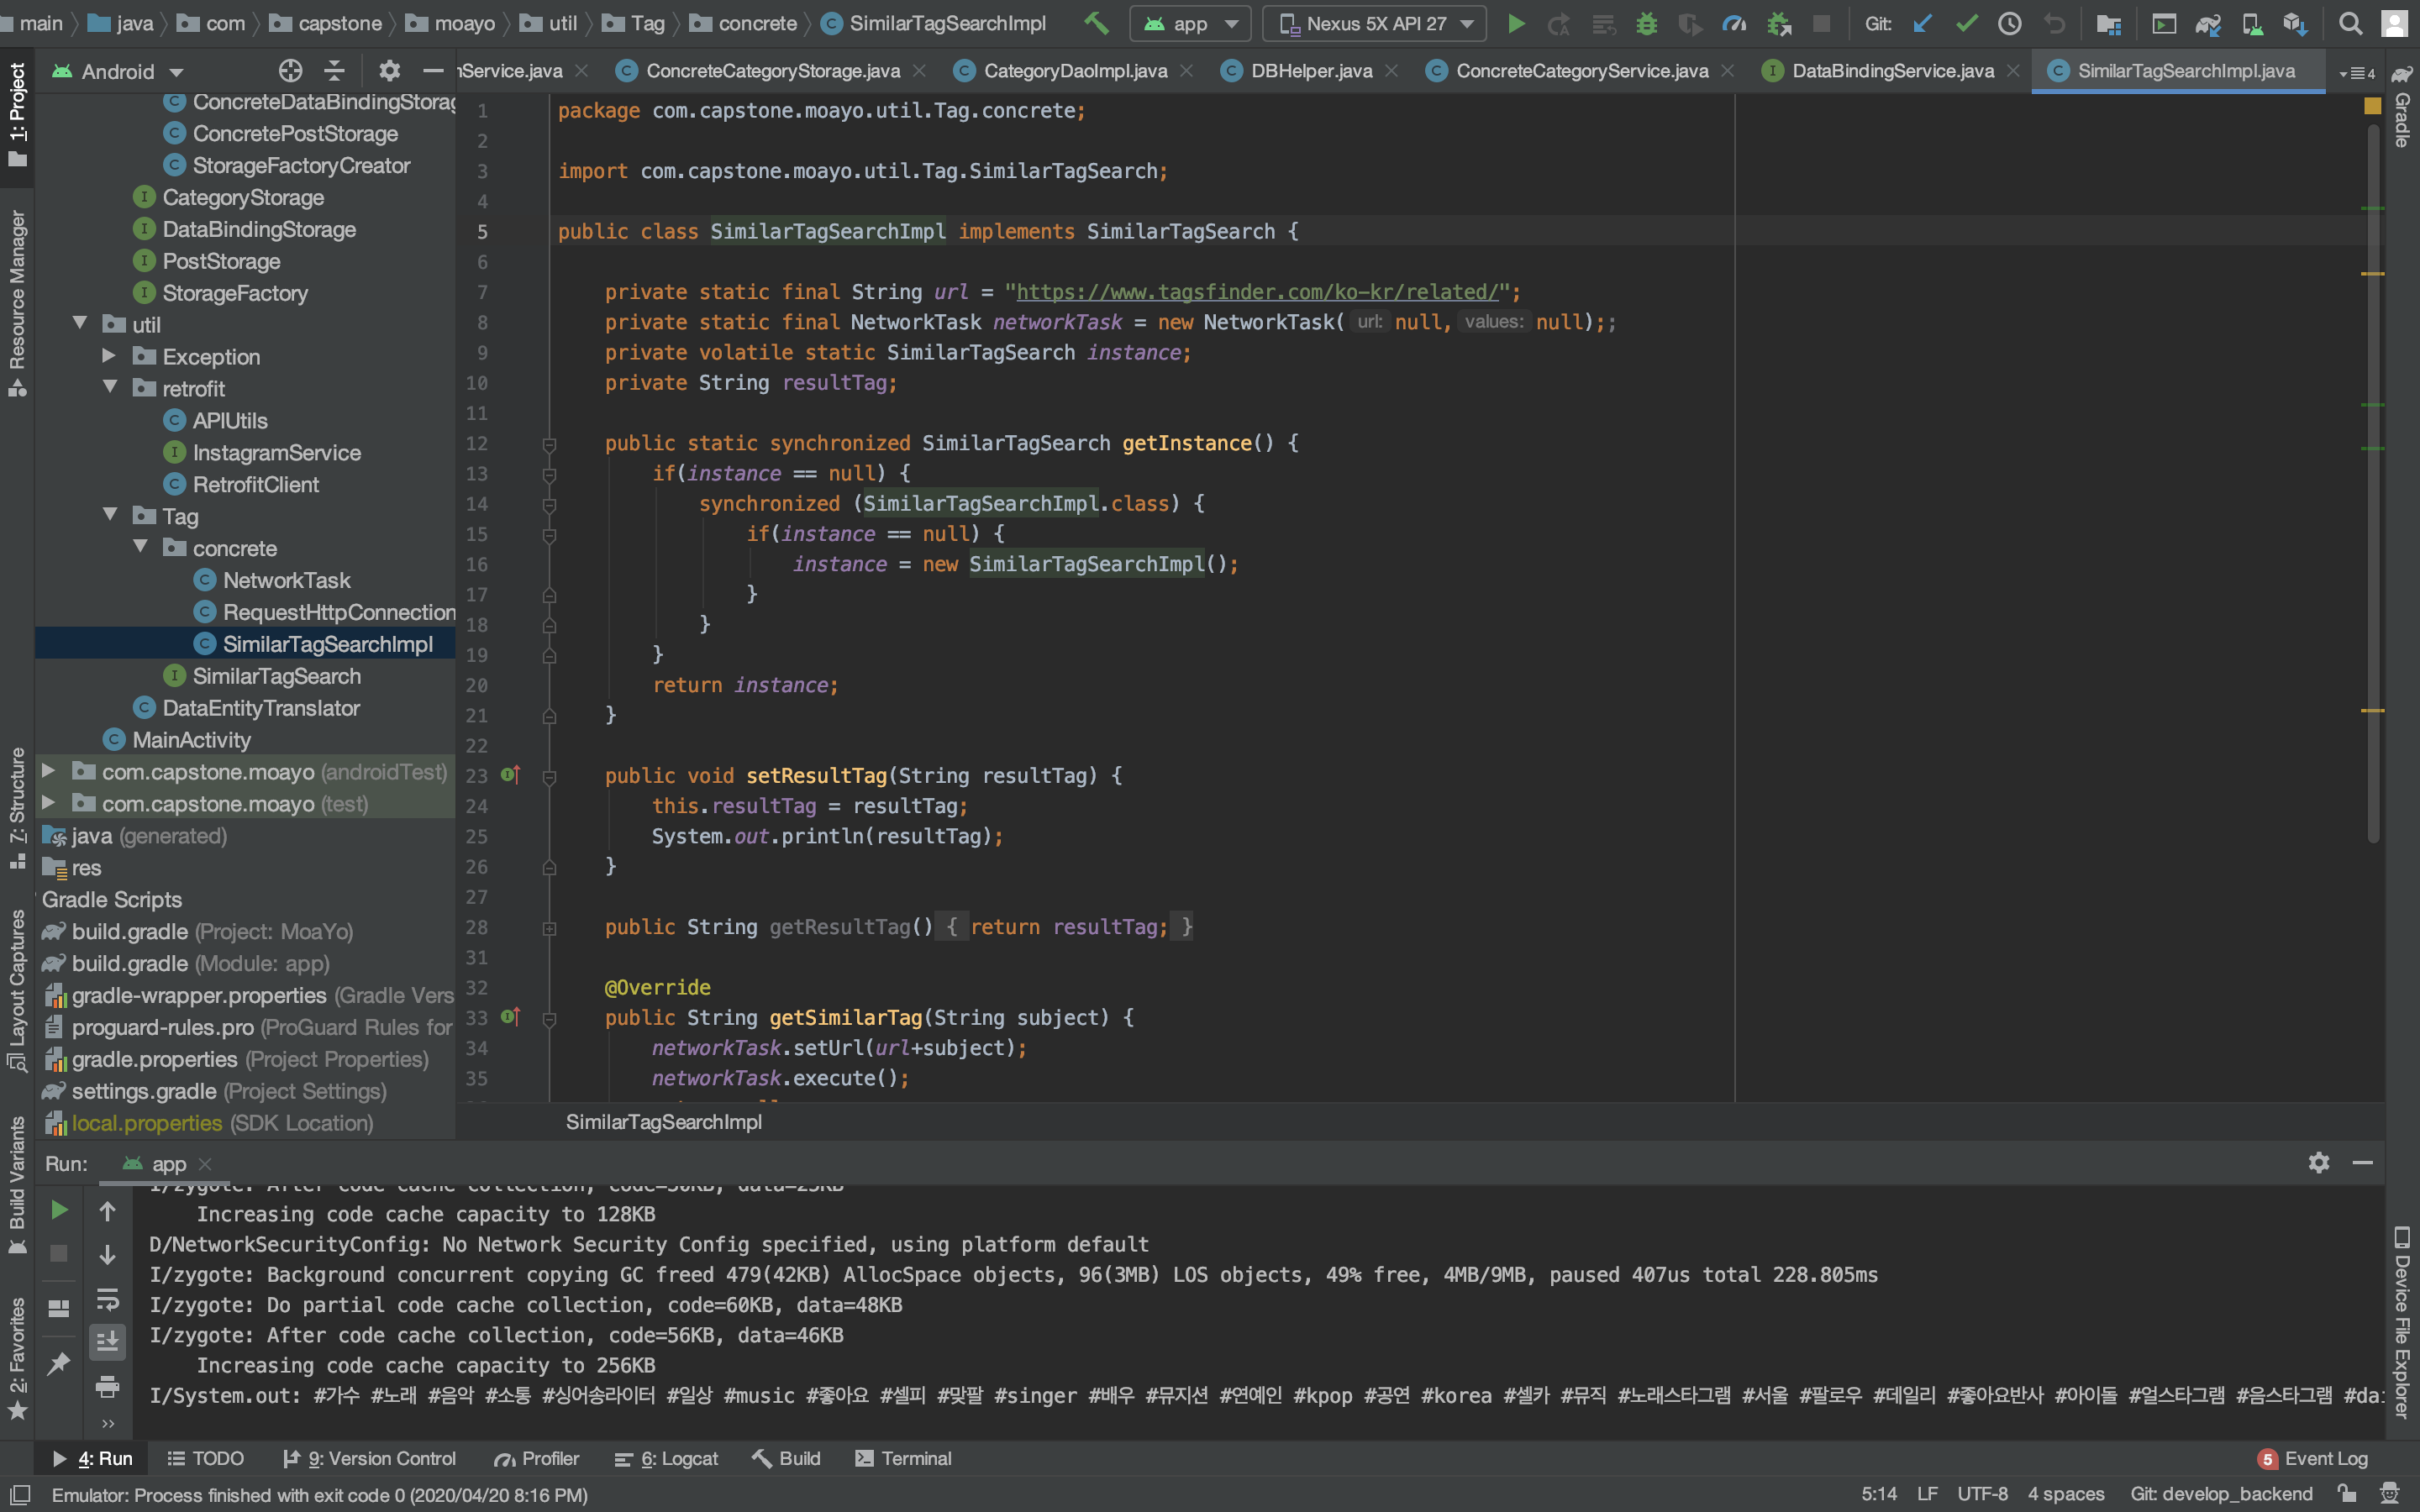 main java com capstone moayo util Tag concrete SimilarTagSearchImpl app Nexus 5X API 27 Git:
Android
nService.java ConcreteCategoryStorage.java CategoryDaoImpl.java DBHelper.java ConcreteCategoryService.java DataBindingService.java SimilarTagSearchImpl.java 4
1: Project
Resource Manager
7: Structure
Layout Captures
Build Variants
2: Favorites
ConcreteDataBindingStorag
ConcretePostStorage
StorageFactoryCreator
CategoryStorage
DataBindingStorage
PostStorage
StorageFactory
util
Exception
retrofit
APIUtils
InstagramService
RetrofitClient
Tag
concrete
NetworkTask
RequestHttpConnection
SimilarTagSearchImpl
SimilarTagSearch
DataEntityTranslator
MainActivity
com.capstone.moayo (androidTest)
com.capstone.moayo (test)
java (generated)
res
Gradle Scripts
build.gradle (Project: MoaYo)
build.gradle (Module: app)
gradle-wrapper.properties (Gradle Vers
proguard-rules.pro (ProGuard Rules for
gradle.properties (Project Properties)
settings.gradle (Project Settings)
local.properties (SDK Location)
1 package com.capstone.moayo.util.Tag.concrete;
2
3 import com.capstone.moayo.util.Tag.SimilarTagSearch;
4
5 public class SimilarTagSearchImpl implements SimilarTagSearch {
6
7 private static final String url = "https://www.tagsfinder.com/ko-kr/related/";
8 private static final NetworkTask networkTask = new NetworkTask( url: null, values: null);;
9 private volatile static SimilarTagSearch instance;
10 private String resultTag;
11
12 public static synchronized SimilarTagSearch getInstance() {
13 if(instance == null) {
14 synchronized (SimilarTagSearchImpl.class) {
15 if(instance == null) {
16 instance = new SimilarTagSearchImpl();
17 }
18 }
19 }
20 return instance;
21 }
22
23 public void setResultTag(String resultTag) {
24 this.resultTag = resultTag;
25 System.out.println(resultTag);
26 }
27
28 public String getResultTag() { return resultTag; }
31
32 @Override
33 public String getSimilarTag(String subject) {
34 networkTask.setUrl(url+subject);
35 networkTask.execute();
SimilarTagSearchImpl
Gradle
Device File Explorer
Run: app
I/zygote: After code cache collection, code=30KB, data=25KB
Increasing code cache capacity to 128KB
D/NetworkSecurityConfig: No Network Security Config specified, using platform default
I/zygote: Background concurrent copying GC freed 479(42KB) AllocSpace objects, 96(3MB) LOS objects, 49% free, 4MB/9MB, paused 407us total 228.805ms
I/zygote: Do partial code cache collection, code=60KB, data=48KB
I/zygote: After code cache collection, code=56KB, data=46KB
Increasing code cache capacity to 256KB
I/System.out: #가수 #노래 #음악 #소통 #싱어송라이터 #일상 #music #좋아요 #셀피 #맞팔 #singer #배우 #뮤지션 #연예인 #kpop #공연 #korea #셀카 #뮤직 #노래스타그램 #서울 #팔로우 #데일리 #좋아요반사 #아이돌 #얼스타그램 #음스타그램 #da
4: Run TODO 9: Version Control Profiler 6: Logcat Build Terminal 5 Event Log
Emulator: Process finished with exit code 0 (2020/04/20 8:16 PM) 5:14 LF UTF-8 4 spaces Git: develop_backend